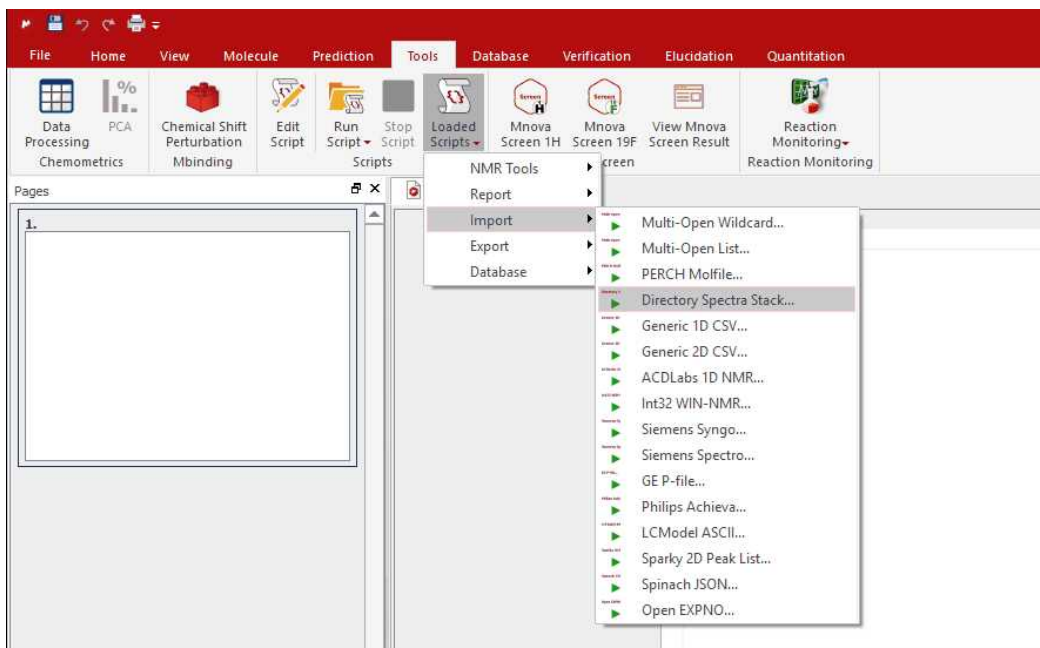 File Home View Molecule Prediction Tools Database Verification Elucidation Quantitation
Data Processing
PCA
Chemical Shift Perturbation
Edit Script
Run Script
Stop Script
Loaded Scripts
Mnova Screen 1H
Mnova Screen 19F
View Mnova Screen Result
Reaction Monitoring
Chemometrics
Mbinding
Scripts
creen
Reaction Monitoring
Pages
1.
NMR Tools
Report
Import
Export
Database
Multi-Open Wildcard...
Multi-Open List...
PERCH Molfile...
Directory Spectra Stack...
Generic 1D CSV...
Generic 2D CSV...
ACDLabs 1D NMR...
Int32 WIN-NMR...
Siemens Syngo...
Siemens Spectro...
GE P-file...
Philips Achieva...
LCModel ASCII...
Sparky 2D Peak List...
Spinach JSON...
Open EXPNO...